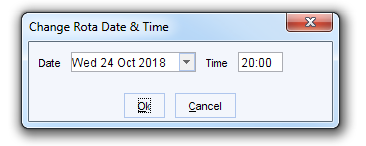 Change Rota Date & Time
Date Wed 24 Oct 2018 Time 20:00
Ok Cancel